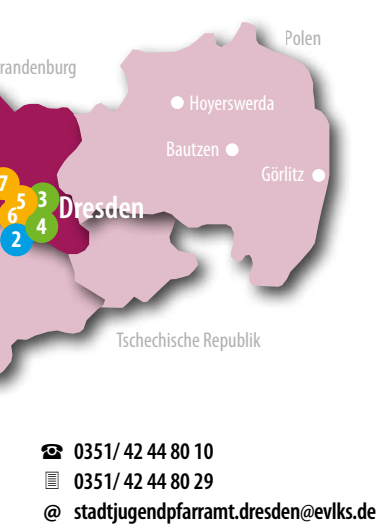 Polen
randenburg
Hoyerswerda
Bautzen
Görlitz
7
5
3
Dresden
6
4
2
Tschechische Republik
☎ 0351/ 42 44 80 10
0351/ 42 44 80 29
@ stadtjugendpfarramt.dresden@evlks.de